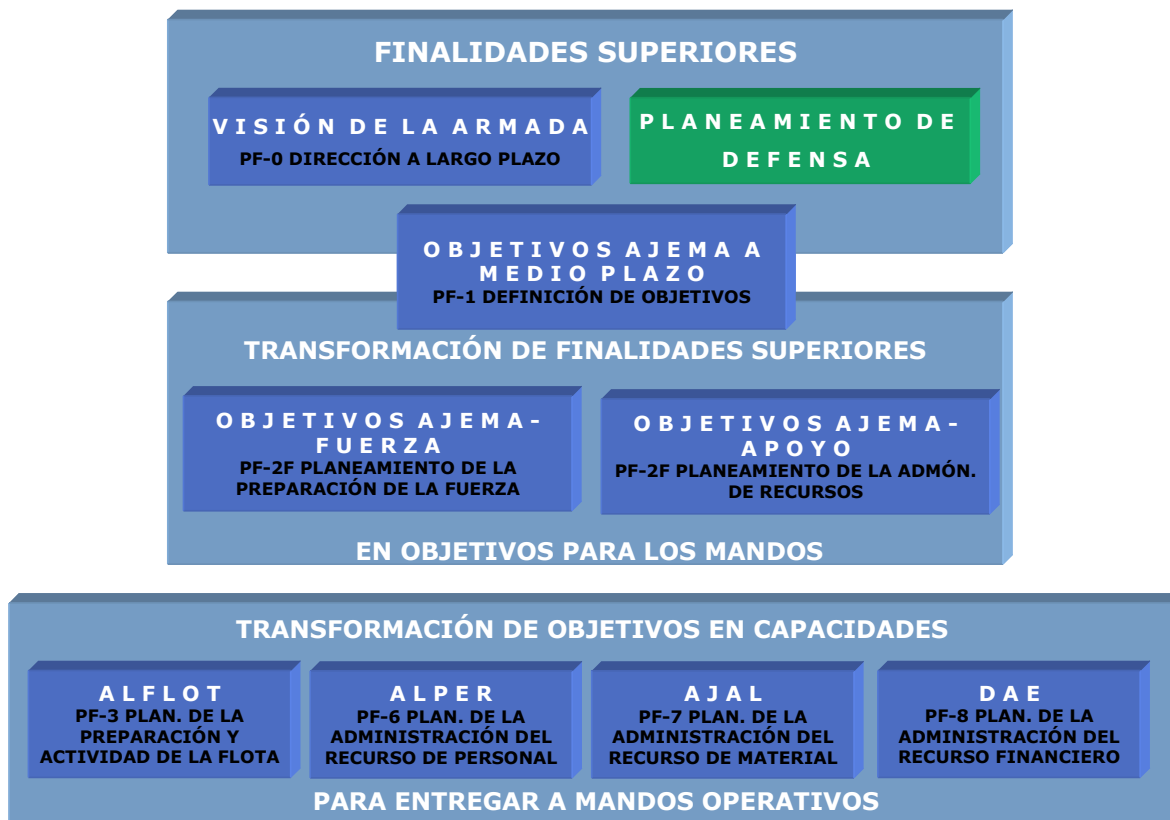 FINALIDADES SUPERIORES
VISIÓN DE LA ARMADA
PF-0 DIRECCIÓN A LARGO PLAZO
PLANEAMIENTO DE
DEFENSA
OBJETIVOS AJEMA A
MEDIO PLAZO
PF-1 DEFINICIÓN DE OBJETIVOS
TRANSFORMACIÓN DE FINALIDADES SUPERIORES
OBJETIVOS AJEMA-
FUERZA
PF-2F PLANEAMIENTO DE LA
PREPARACIÓN DE LA FUERZA
OBJETIVOS AJEMA-
APOYO
PF-2F PLANEAMIENTO DE LA ADMÓN.
DE RECURSOS
EN OBJETIVOS PARA LOS MANDOS
TRANSFORMACIÓN DE OBJETIVOS EN CAPACIDADES
ALFLOT
PF-3 PLAN. DE LA
PREPARACIÓN Y
ACTIVIDAD DE LA FLOTA
ALPER
PF-6 PLAN. DE LA
ADMINISTRACIÓN DEL
RECURSO DE PERSONAL
AJAL
PF-7 PLAN. DE LA
ADMINISTRACIÓN DEL
RECURSO DE MATERIAL
DAE
PF-8 PLAN. DE LA
ADMINISTRACIÓN DEL
RECURSO FINANCIERO
PARA ENTREGAR A MANDOS OPERATIVOS